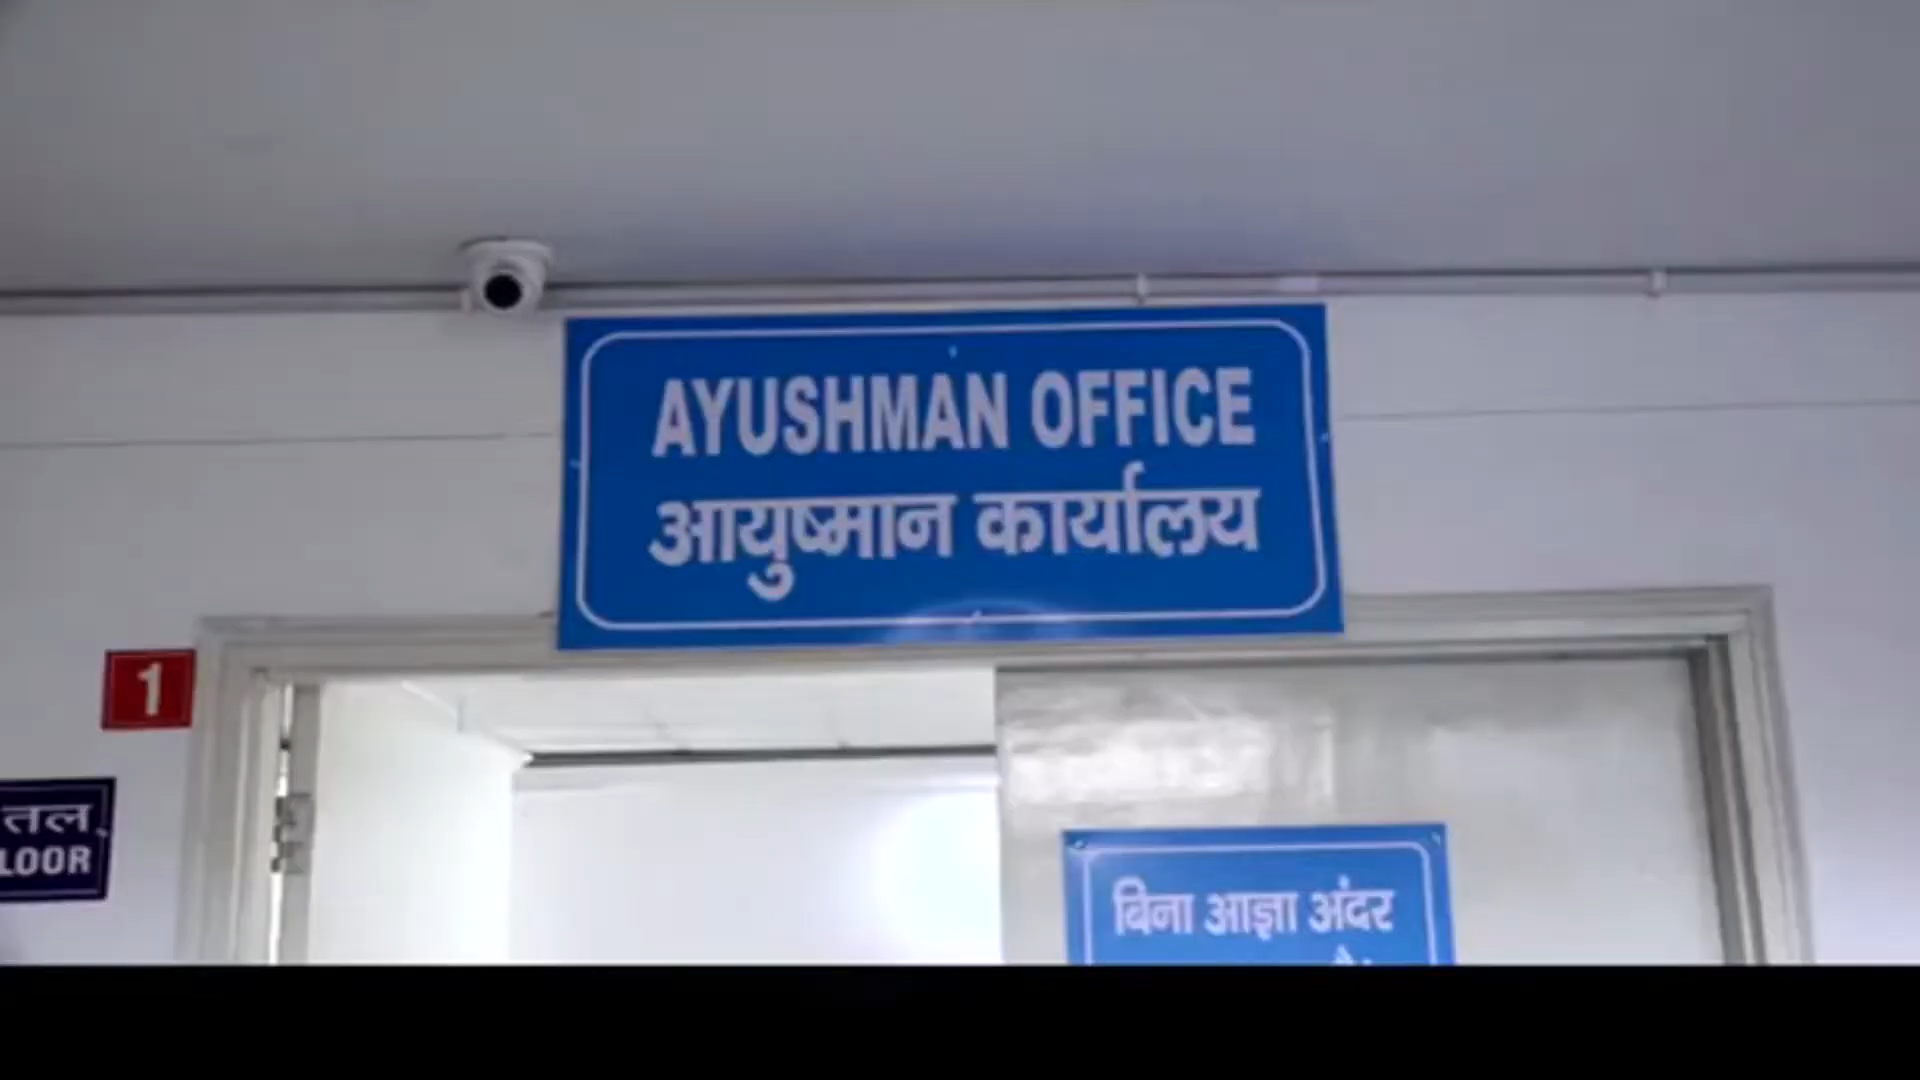 AYUSHMAN OFFICE
आयुष्मान कार्यालय
1
तल
LOOR
बिना आज्ञा अंदर